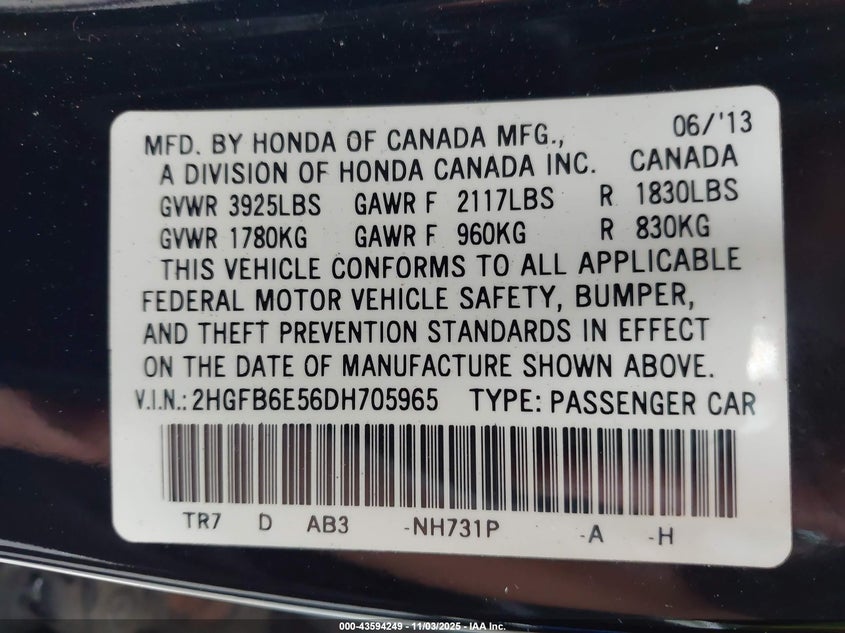 MFD. BY HONDA OF CANADA MFG., 06/'13
A DIVISION OF HONDA CANADA INC. CANADA
GVWR 3925LBS GAWR F 2117LBS R 1830LBS
GVWR 1780KG GAWR F 960KG R 830KG
THIS VEHICLE CONFORMS TO ALL APPLICABLE
FEDERAL MOTOR VEHICLE SAFETY, BUMPER,
AND THEFT PREVENTION STANDARDS IN EFFECT
ON THE DATE OF MANUFACTURE SHOWN ABOVE.
V.I.N.: 2HGFB6E56DH705965 TYPE: PASSENGER CAR
TR7 D AB3 -NH731P -A -H
000-43594249 - 11/03/2025 - IAA Inc.